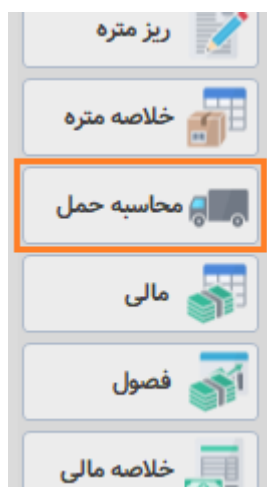 ریز متره
خلاصه متره
محاسبه حمل
مالی
فصول
خلاصه مالی